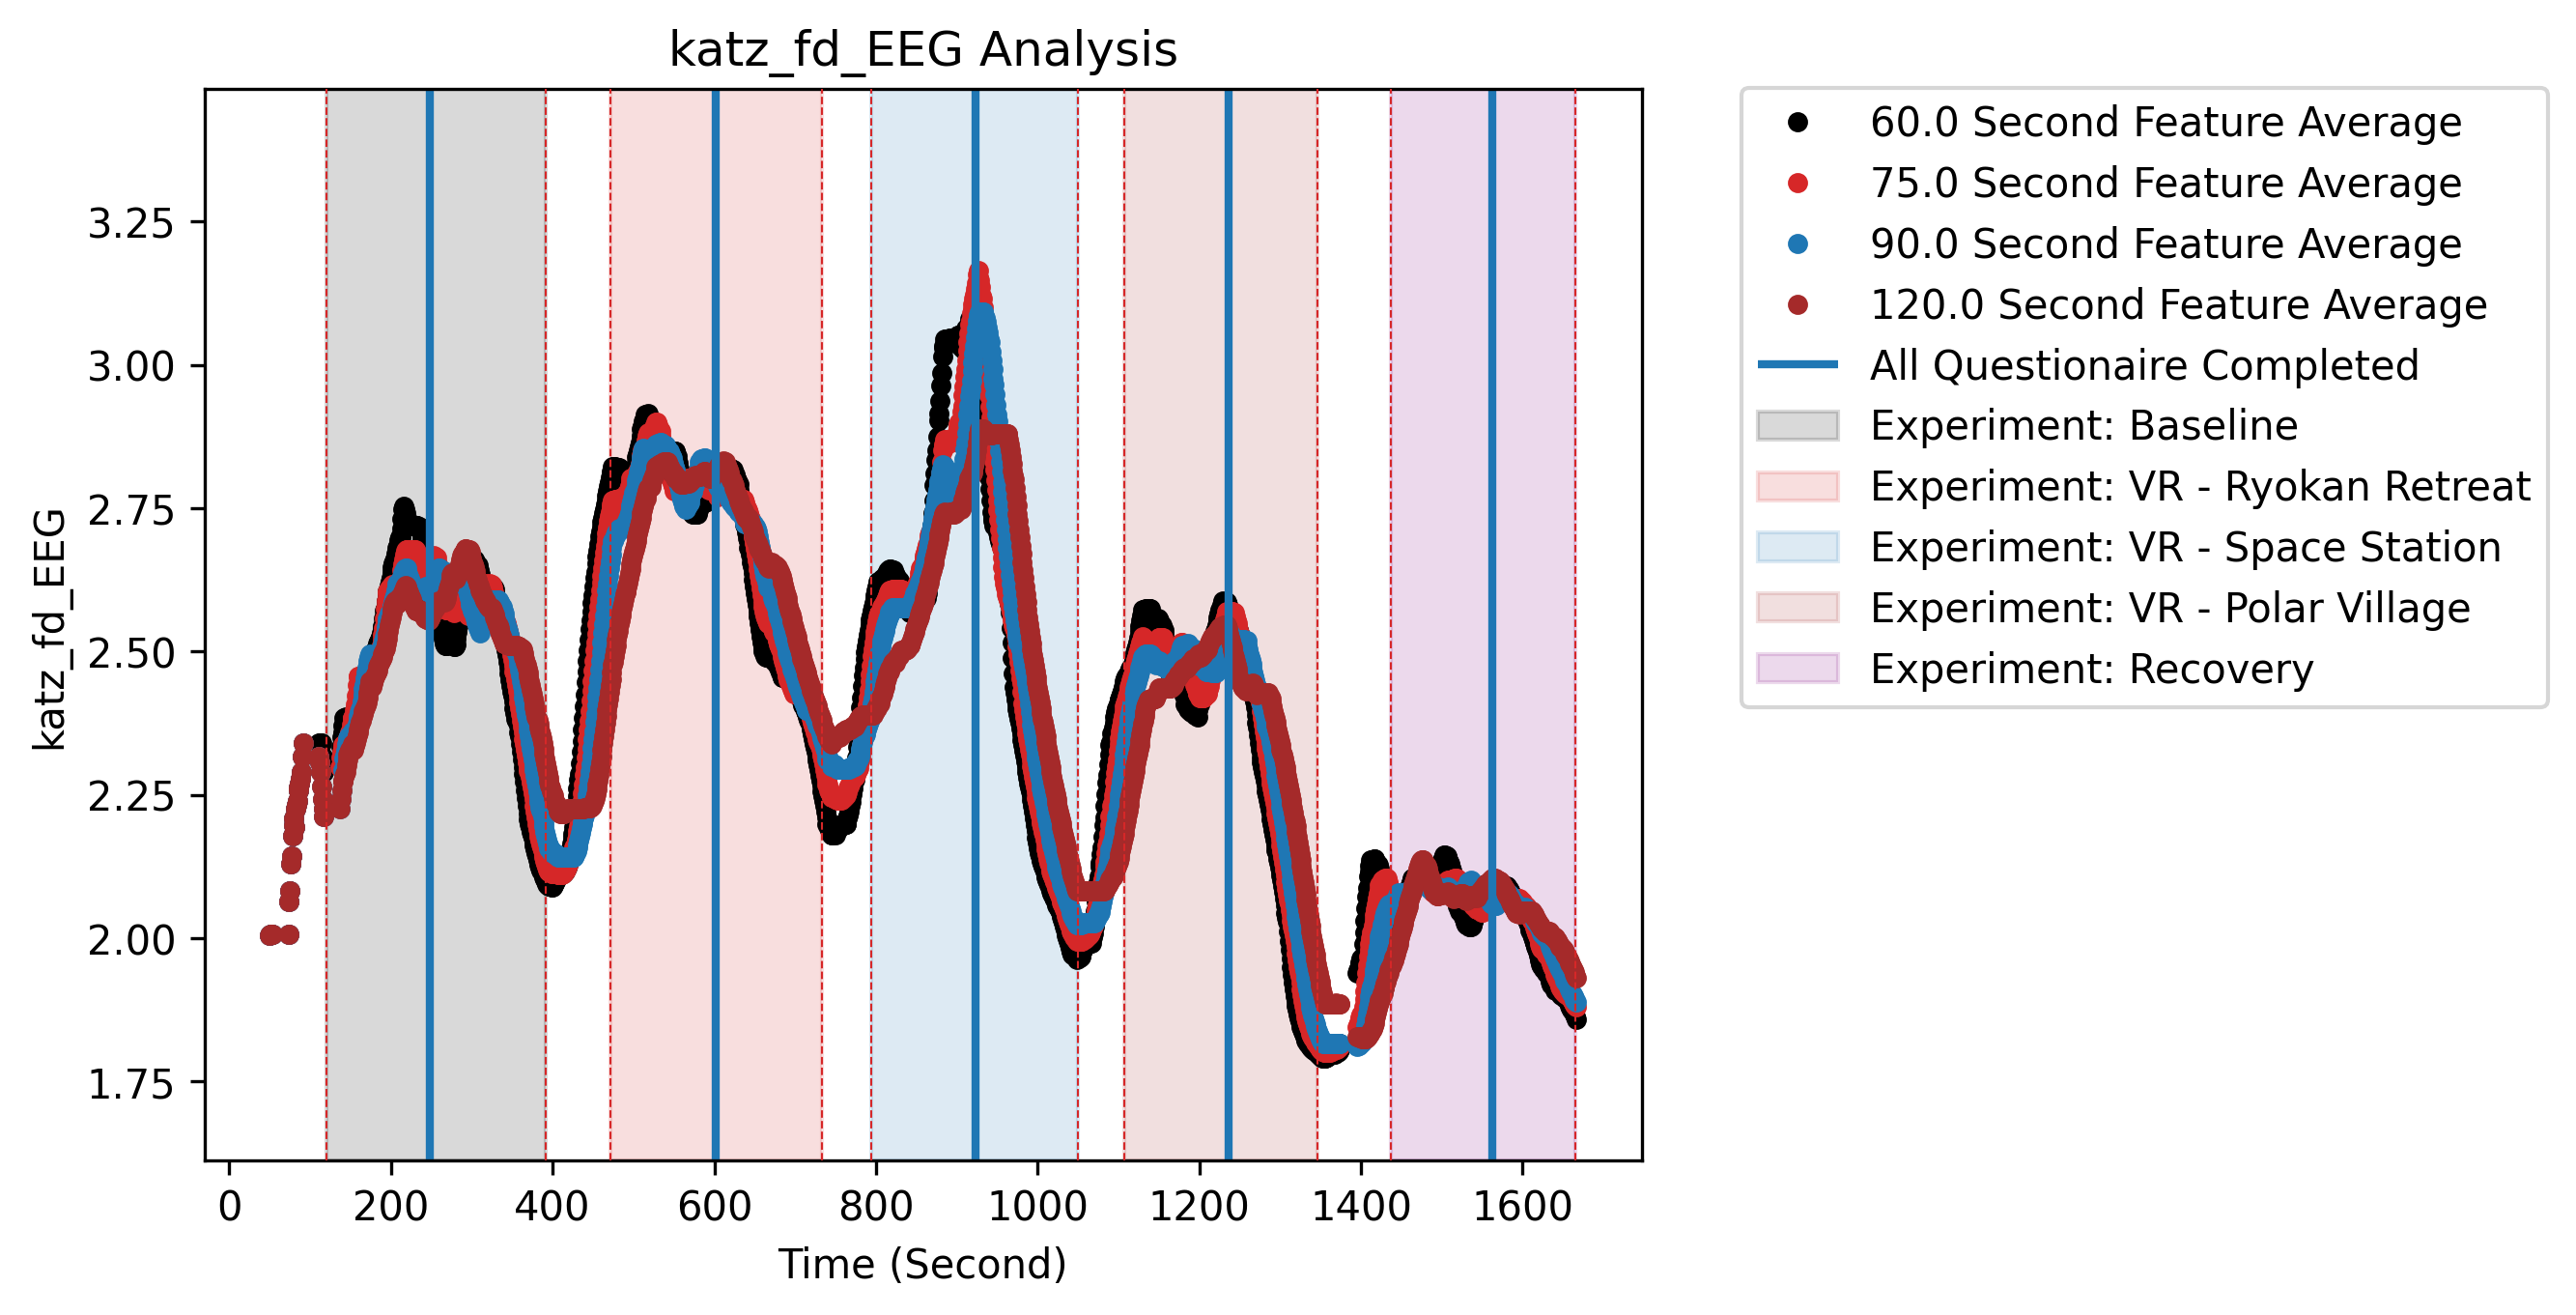 katz_fd_EEG Analysis
katz_fd_EEG
3.25
3.00
2.75
2.50
2.25
2.00
1.75
0 200 400 600 800 1000 1200 1400 1600
Time (Second)
60.0 Second Feature Average
75.0 Second Feature Average
90.0 Second Feature Average
120.0 Second Feature Average
All Questionaire Completed
Experiment: Baseline
Experiment: VR - Ryokan Retreat
Experiment: VR - Space Station
Experiment: VR - Polar Village
Experiment: Recovery